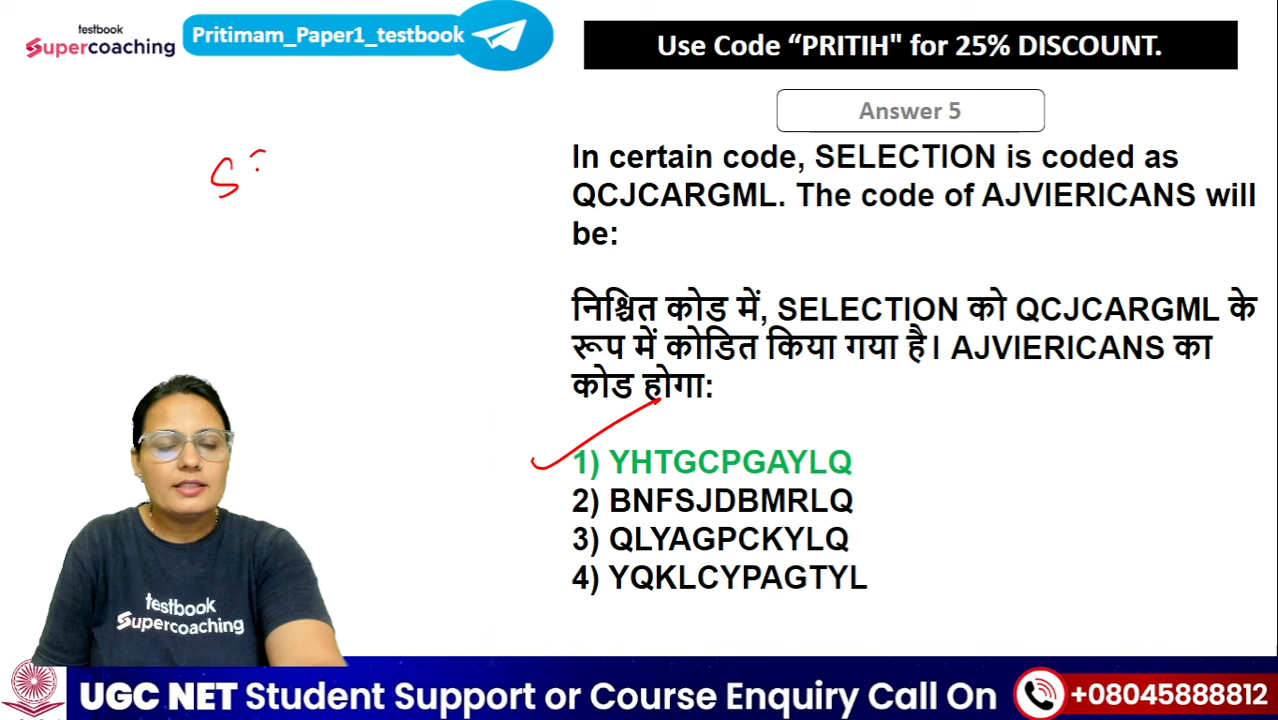 testbook
Supercoaching
Pritimam_Paper1_testbook
Use Code “PRITIH" for 25% DISCOUNT.
Answer 5
In certain code, SELECTION is coded as
QCJCARGML. The code of AJVIERICANS will
be:
निश्चित कोड में, SELECTION को QCJCARGML के
रूप में कोडित किया गया है। AJVIERICANS का
कोड होगा:
1) YHTGCPGAYLQ
2) BNFSJDBMRLQ
3) QLYAGPCKYLQ
4) YQKLCYPAGTYL
S
testbook
Supercoaching
UGC NET Student Support or Course Enquiry Call On
+08045888812